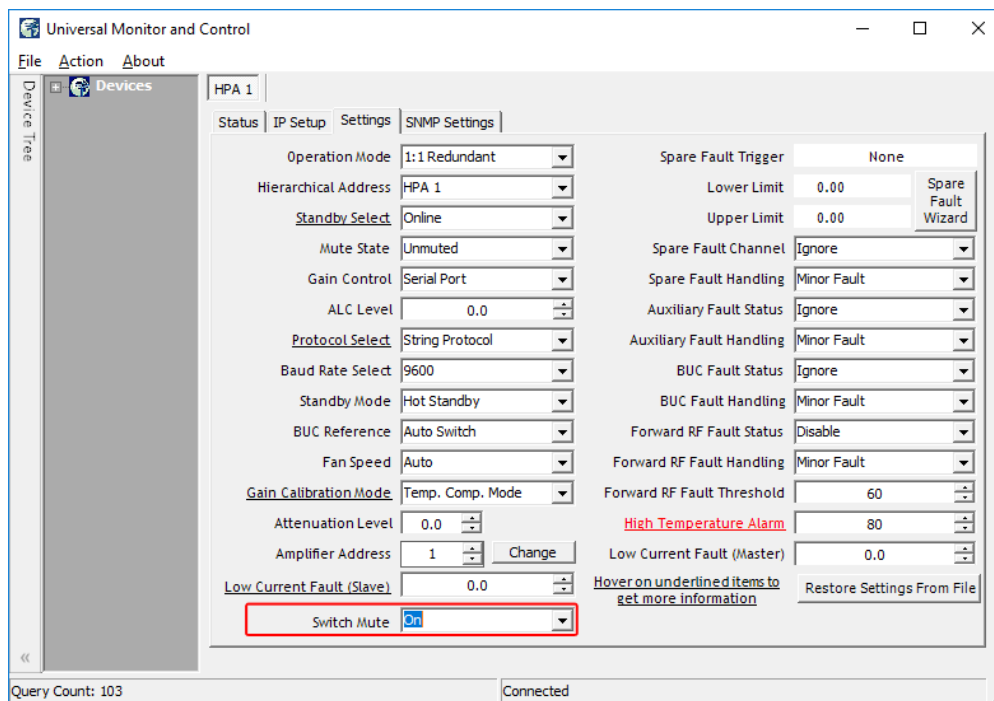 Universal Monitor and Control
File Action About
Device Tree
Devices
HPA 1
Status IP Setup Settings SNMP Settings
Operation Mode 1:1 Redundant
Hierarchical Address HPA 1
Standby Select Online
Mute State Unmuted
Gain Control Serial Port
ALC Level 0.0
Protocol Select String Protocol
Baud Rate Select 9600
Standby Mode Hot Standby
BUC Reference Auto Switch
Fan Speed Auto
Gain Calibration Mode Temp. Comp. Mode
Attenuation Level 0.0
Amplifier Address 1 Change
Low Current Fault (Slave) 0.0
Switch Mute On
Spare Fault Trigger None
Lower Limit 0.00
Upper Limit 0.00
Spare
Fault
Wizard
Spare Fault Channel Ignore
Spare Fault Handling Minor Fault
Auxiliary Fault Status Ignore
Auxiliary Fault Handling Minor Fault
BUC Fault Status Ignore
BUC Fault Handling Minor Fault
Forward RF Fault Status Disable
Forward RF Fault Handling Minor Fault
Forward RF Fault Threshold 60
High Temperature Alarm 80
Low Current Fault (Master) 0.0
Hover on underlined items to
get more information
Restore Settings From File
Query Count: 103
Connected